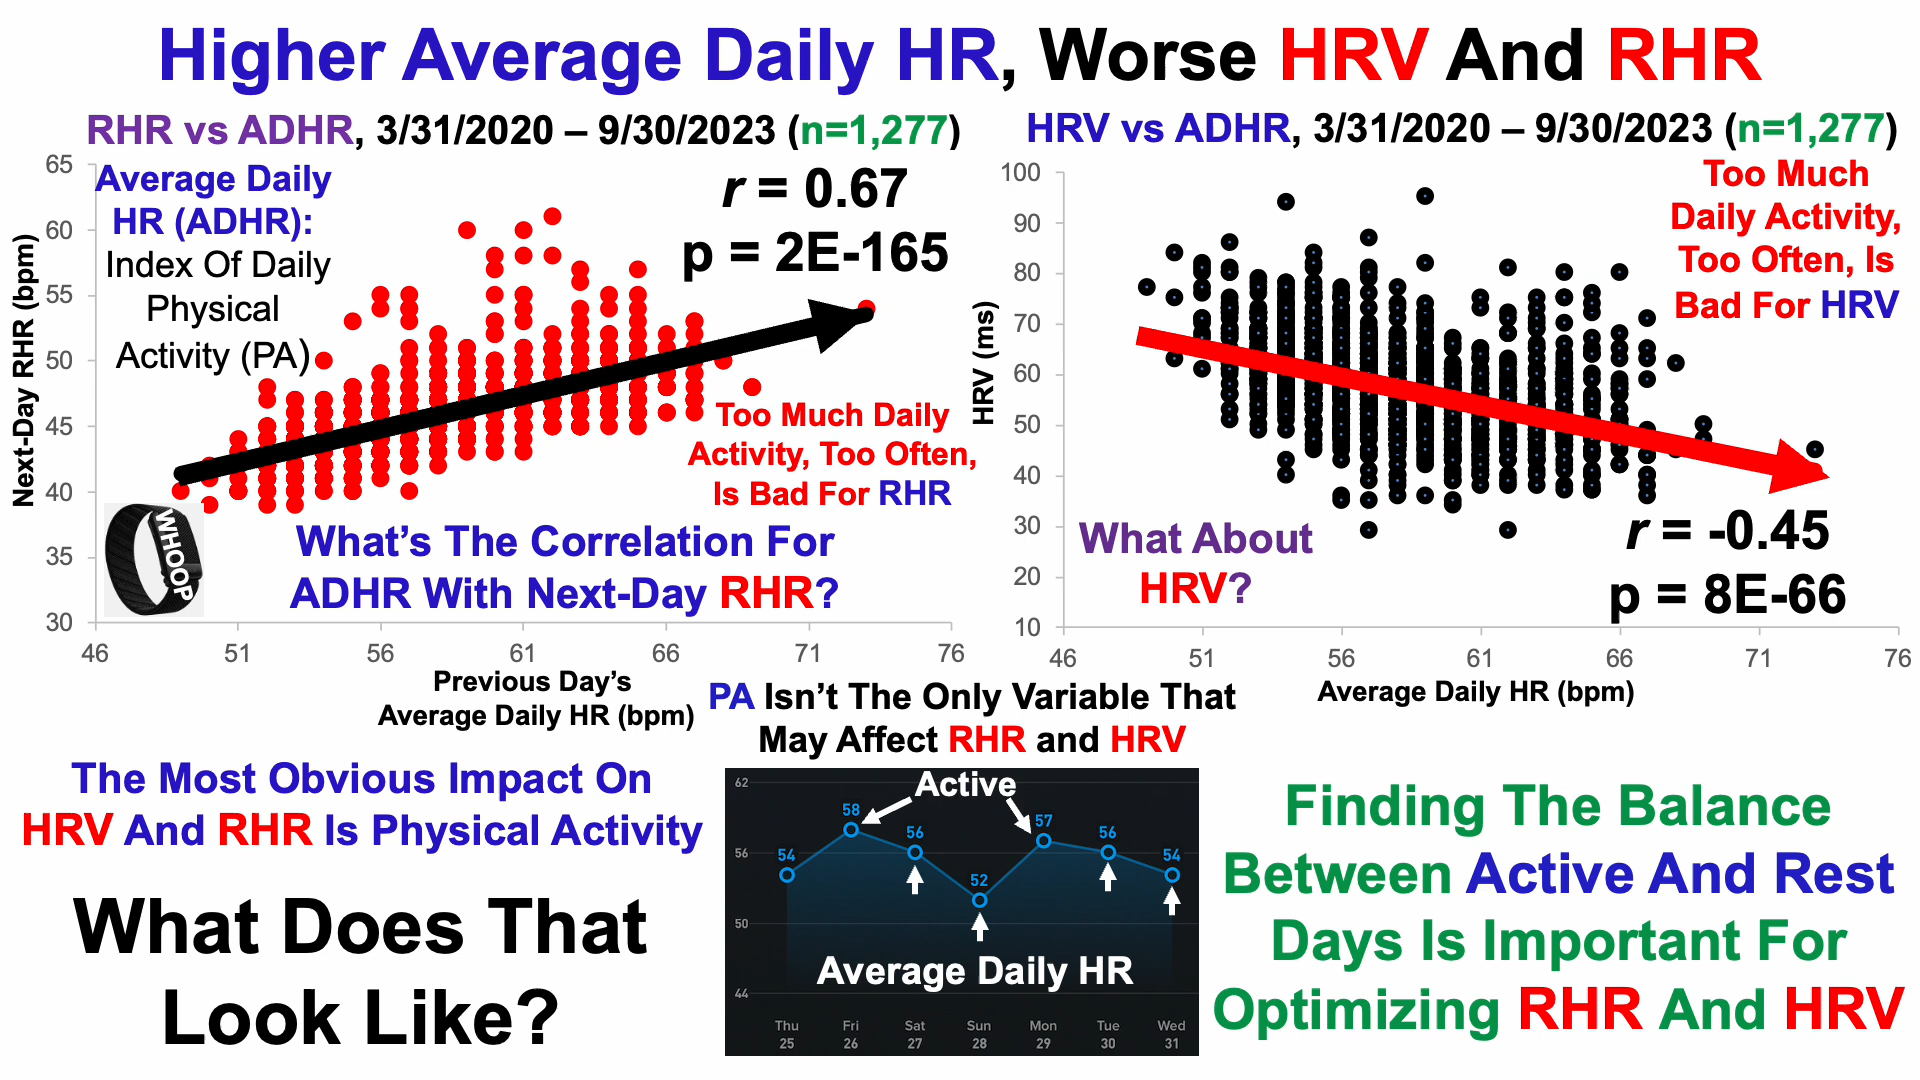 Higher Average Daily HR, Worse HRV And RHR
RHR vs ADHR, 3/31/2020 – 9/30/2023 (n=1,277)
Average Daily
HR (ADHR):
Index Of Daily
Physical
Activity (PA)
r = 0.67
p = 2E-165
Too Much Daily
Activity, Too Often,
Is Bad For RHR
What's The Correlation For
ADHR With Next-Day RHR?
WHOOP
Next-Day RHR (bpm)
65
60
55
50
45
40
35
30
46 51 56 61 66 71 76
Previous Day's
Average Daily HR (bpm)
HRV vs ADHR, 3/31/2020 – 9/30/2023 (n=1,277)
Too Much
Daily Activity,
Too Often, Is
Bad For HRV
What About
HRV?
r = -0.45
p = 8E-66
HRV (ms)
100
90
80
70
60
50
40
30
20
10
46 51 56 61 66 71 76
Average Daily HR (bpm)
PA Isn't The Only Variable That
May Affect RHR and HRV
The Most Obvious Impact On
HRV And RHR Is Physical Activity
What Does That
Look Like?
Active
62
56
50
44
54 58 56 52 57 56 54
Average Daily HR
Thu Fri Sat Sun Mon Tue Wed
25 26 27 28 29 30 31
Finding The Balance
Between Active And Rest
Days Is Important For
Optimizing RHR And HRV